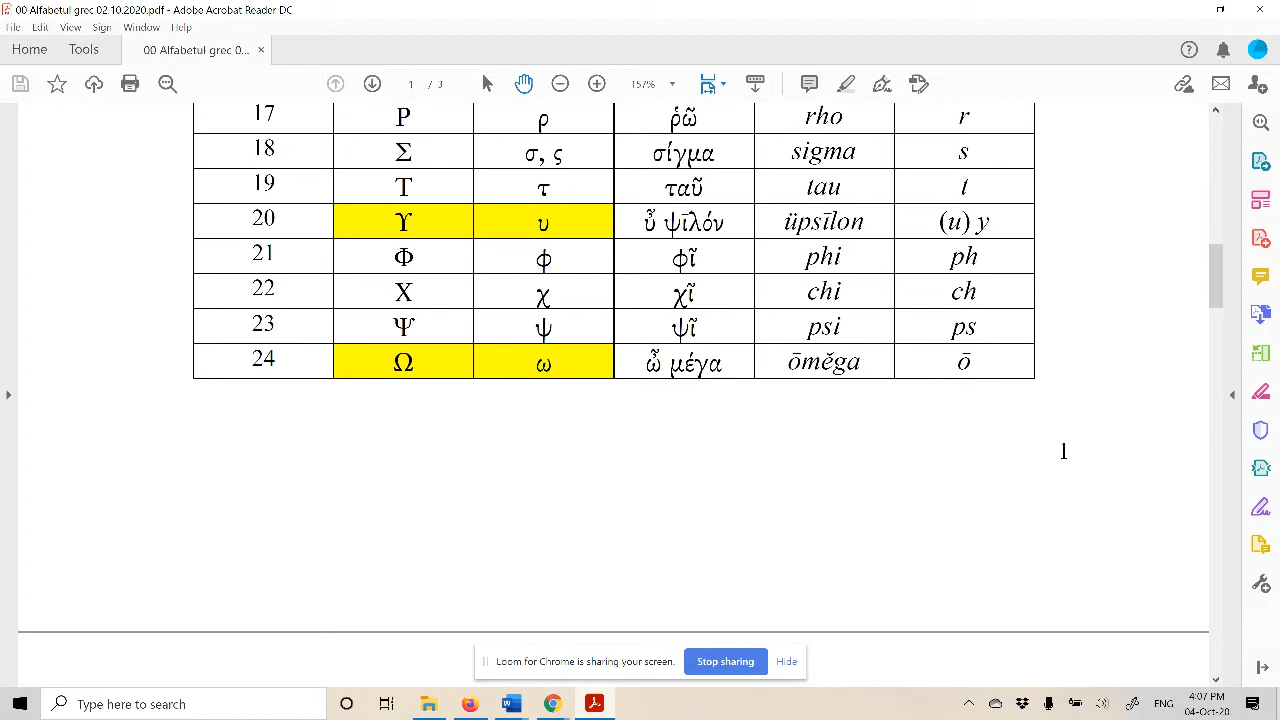 00 Alfabetul grec 02.10.2020.pdf - Adobe Acrobat Reader DC
File Edit View Sign Window Help
Home Tools 00 Alfabetul grec 0... ×
1 / 3 157%
17 Ρ ρ ῥῶ rho r
18 Σ σ, ς σίγμα sigma s
19 Τ τ ταῦ tau t
20 ϒ υ ὖ ψῑλόν üpsīlon (u) y
21 Φ φ φῖ phi ph
22 Χ χ χῖ chi ch
23 Ψ ψ ψῖ psi ps
24 Ω ω ὦ μέγα ōmĕga ō
1
Loom for Chrome is sharing your screen. Stop sharing Hide
Type here to search
ENG
4:07 PM
04-Oct-20